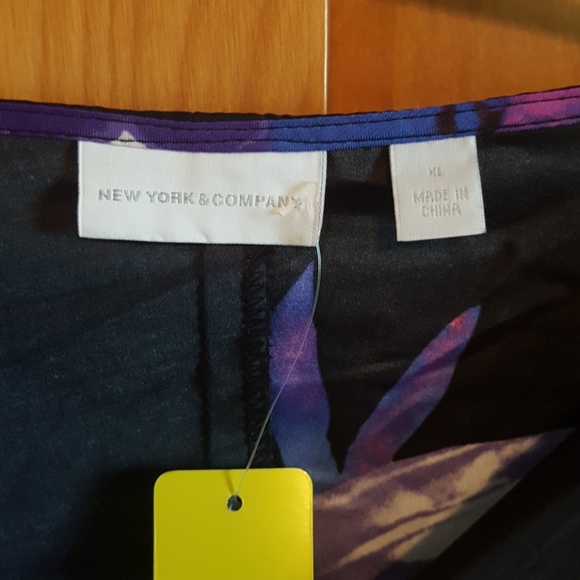 NEW YORK & COMPANY
XL
MADE IN
CHINA